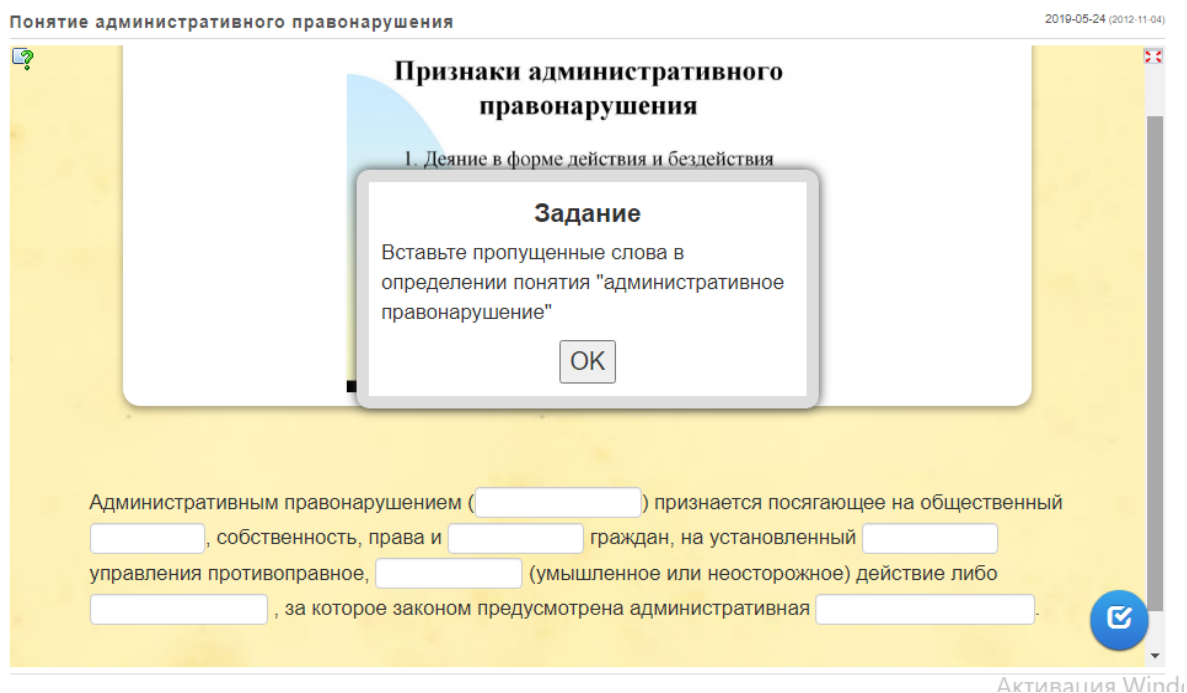 Понятие административного правонарушения
2019-05-24 (2012-11-04)
Признаки административного
правонарушения
1. Деяние в форме действия и бездействия
Задание
Вставьте пропущенные слова в
определении понятия "административное
правонарушение"
OK
Административным правонарушением ( ) признается посягающее на общественный
, собственность, права и граждан, на установленный
управления противоправное, (умышленное или неосторожное) действие либо
, за которое законом предусмотрена административная .
Активация